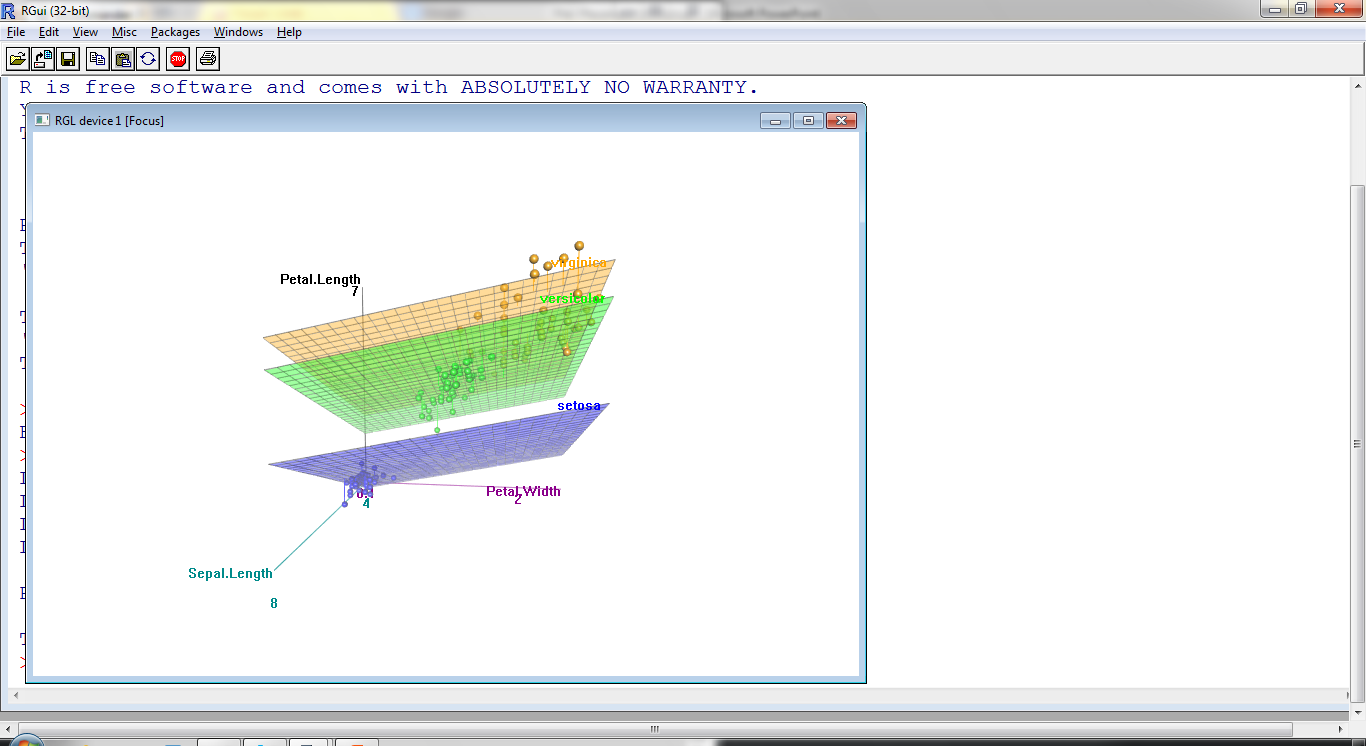 RGui (32-bit)
File Edit View Misc Packages Windows Help
STOP
R is free software and comes with ABSOLUTELY NO WARRANTY.
RGL device 1 [Focus]
virginica
Petal.Length
7
versicolor
setosa
Petal.Width
2
4
Sepal.Length
8